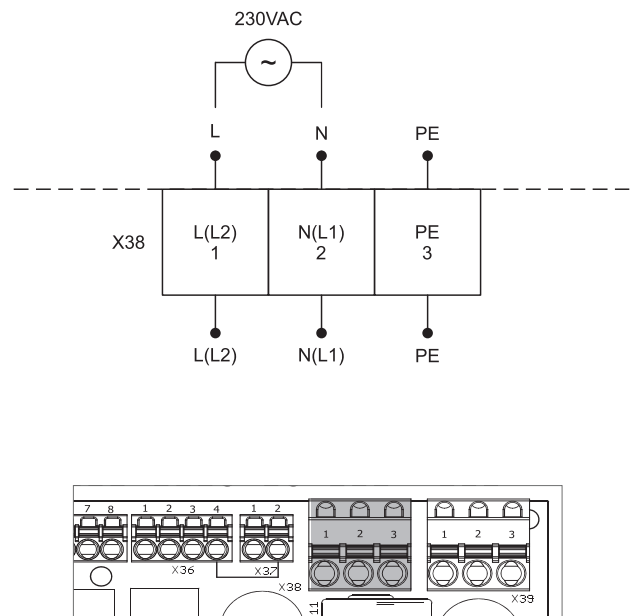 230VAC
~
L N PE
X38
L(L2) N(L1) PE
1 2 3
L(L2) N(L1) PE
7 8 1 2 3 4 1 2 1 2 3 1 2 3
X36 X37
X38
X39
11